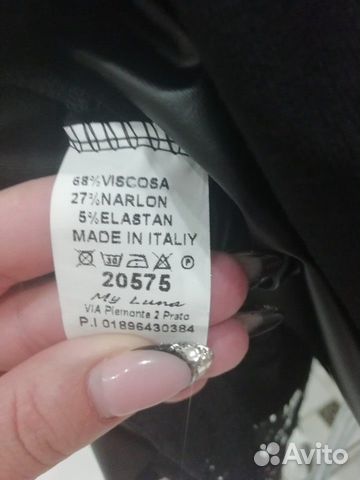 68%VISCOSA
27%NARLON
5%ELASTAN
MADE IN ITALIY
20575
My Luna
VIA Piemonte 2 Prato
P.I 01896430384
Avito